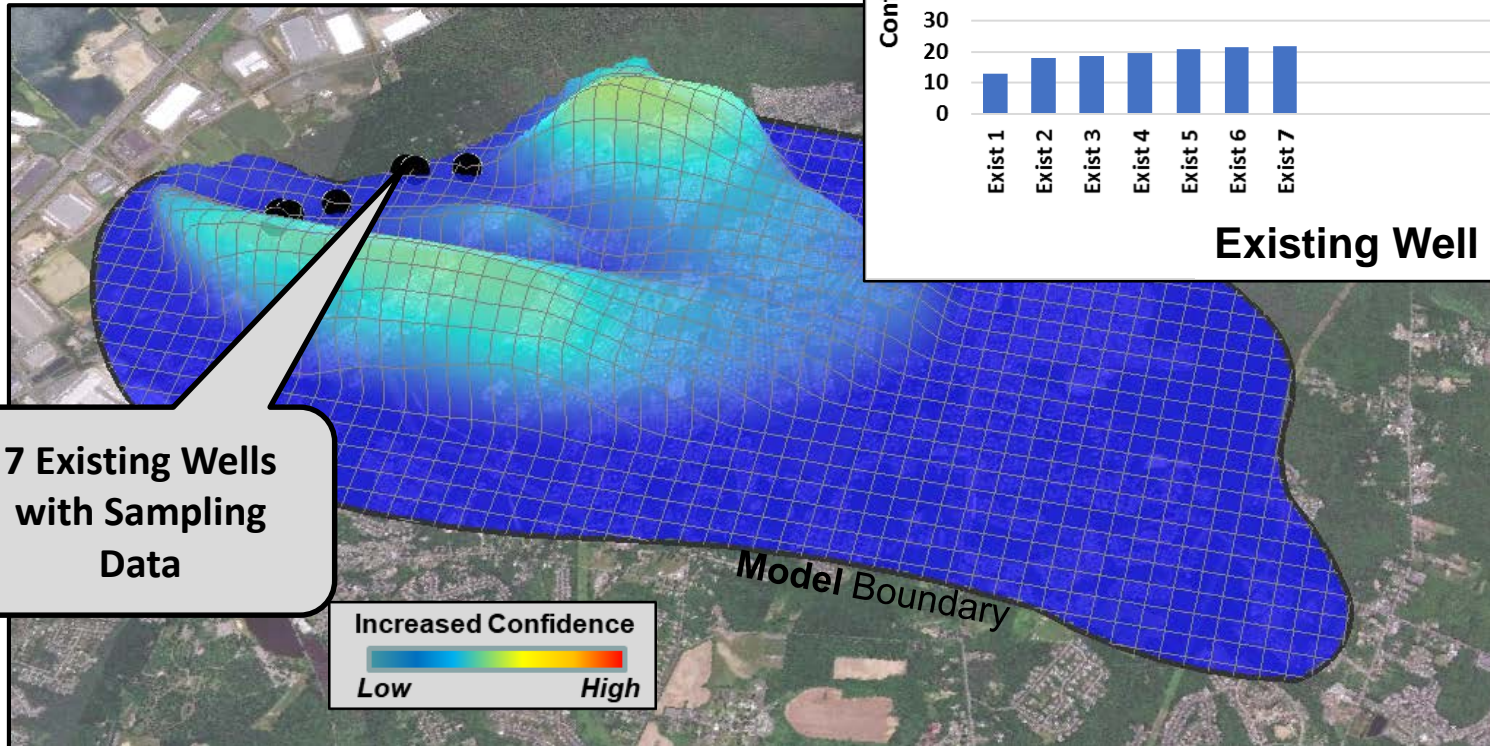 30
20
10
0
Exist 1
Exist 2
Exist 3
Exist 4
Exist 5
Exist 6
Exist 7
Existing Well
7 Existing Wells
with Sampling
Data
Model Boundary
Increased Confidence
Low High